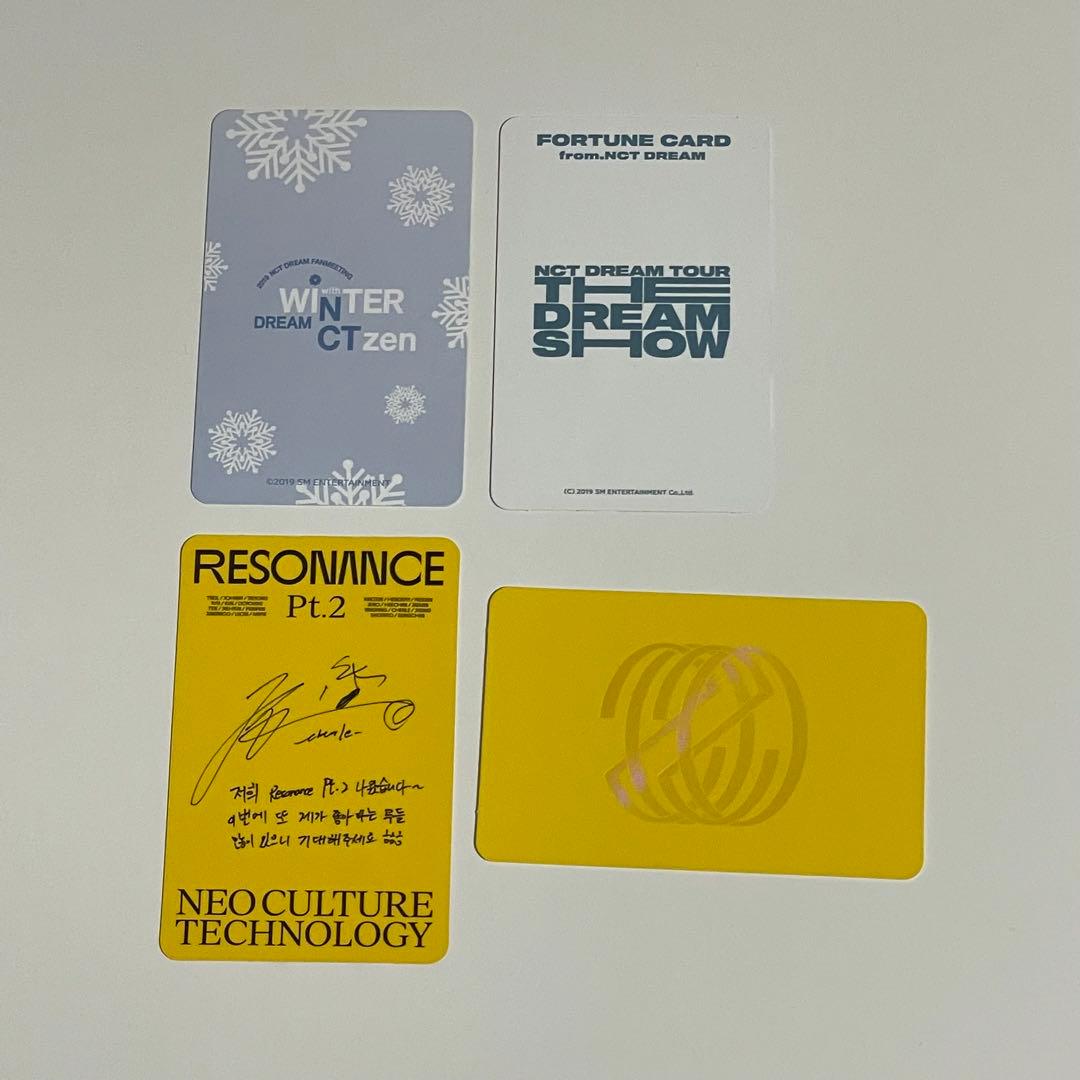 2019 NCT DREAM FANMEETING
WiNTER
with
DREAM N
CTzen
©2019 SM ENTERTAINMENT
FORTUNE CARD
from.NCT DREAM
NCT DREAM TOUR
THE
DREAM
SHOW
(C) 2019 SM ENTERTAINMENT Co.,Ltd.
RESONANCE
Pt.2
chenle-
저희 Resonance Pt.2 나왔습니다~
이번에 또 제가 좋아하는 곡들
많이 있으니 기대해주세요
NEO CULTURE
TECHNOLOGY